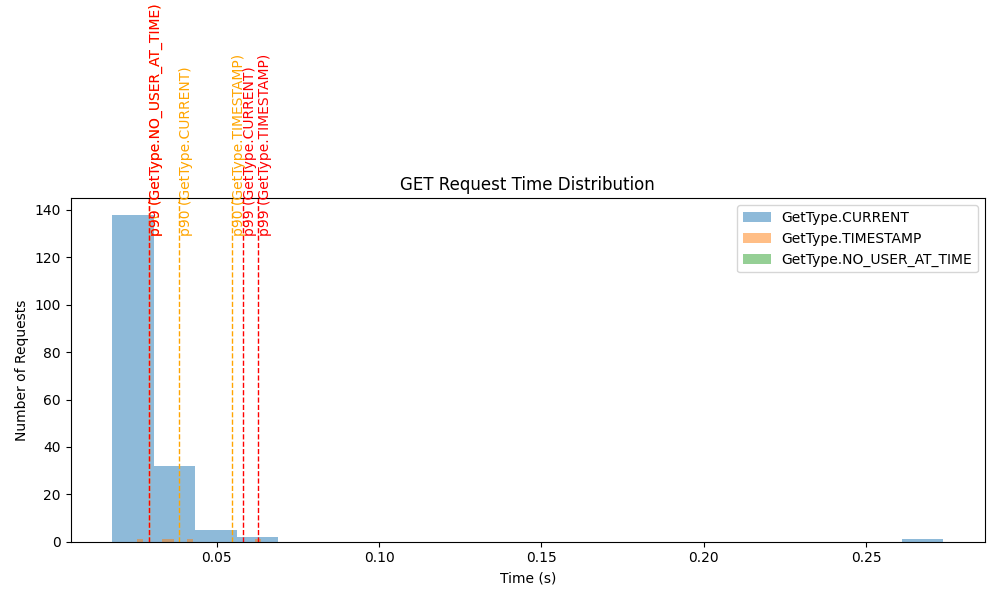 p99 (GetType.NO_USER_AT_TIME)
p90 (GetType.CURRENT)
p90 (GetType.TIMESTAMP)
p99 (GetType.CURRENT)
p99 (GetType.TIMESTAMP)
GET Request Time Distribution
GetType.CURRENT
GetType.TIMESTAMP
GetType.NO_USER_AT_TIME
Number of Requests
140
120
100
80
60
40
20
0
0.05
0.10
0.15
0.20
0.25
Time (s)